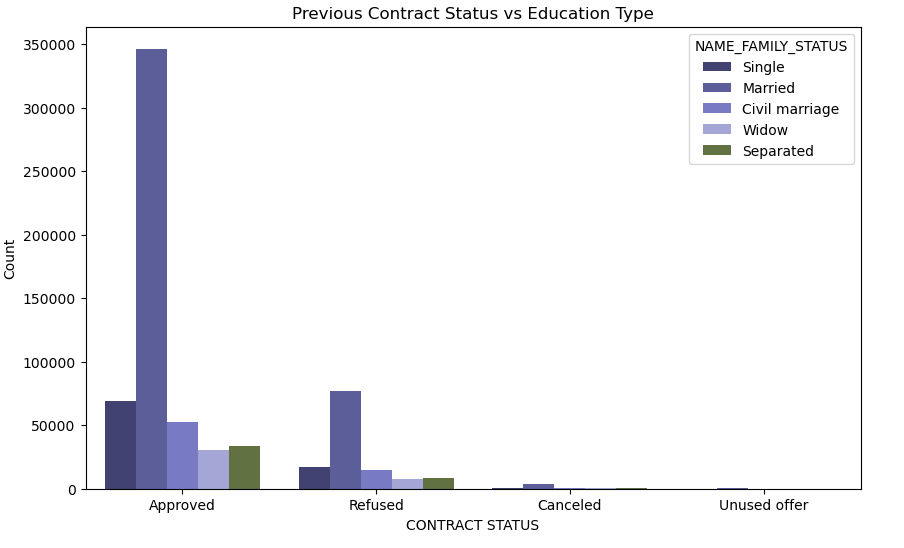 Previous Contract Status vs Education Type
350000
300000
250000
200000
150000
100000
50000
0
Count
NAME_FAMILY_STATUS
Single
Married
Civil marriage
Widow
Separated
Approved
Refused
Canceled
Unused offer
CONTRACT STATUS